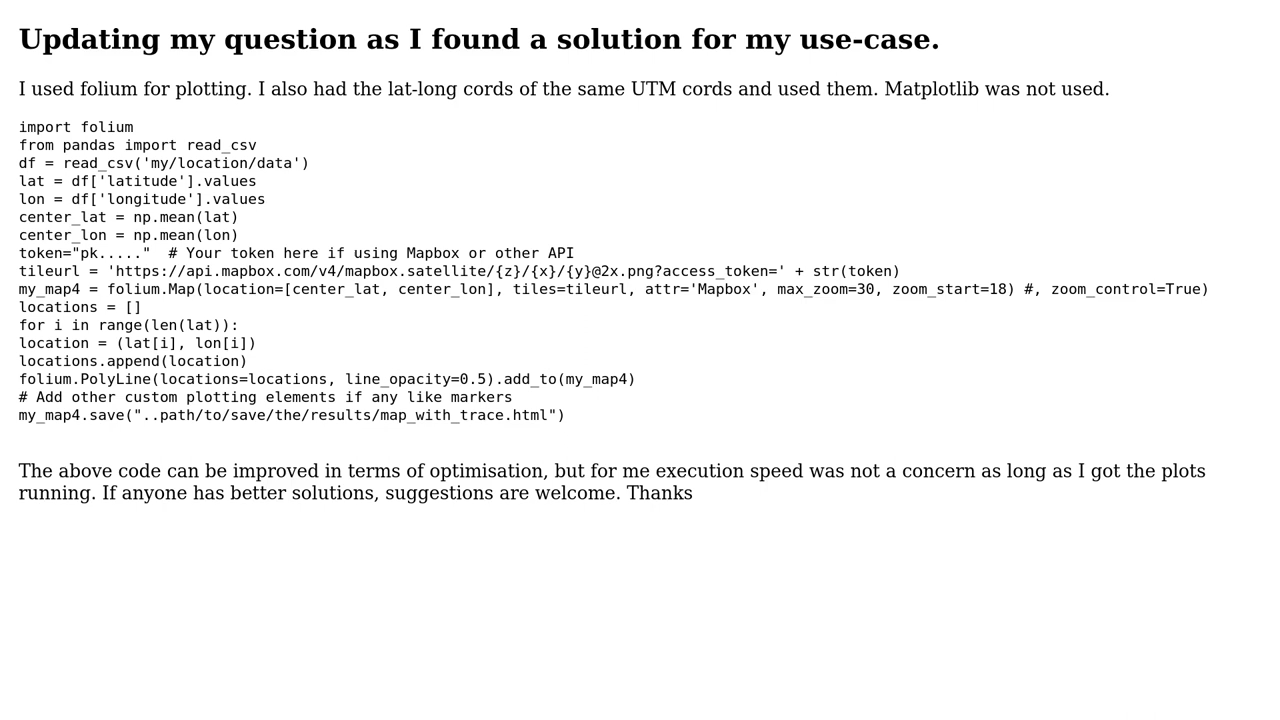 Updating my question as I found a solution for my use-case.
I used folium for plotting. I also had the lat-long cords of the same UTM cords and used them. Matplotlib was not used.
import folium
from pandas import read_csv
df = read_csv('my/location/data')
lat = df['latitude'].values
lon = df['longitude'].values
center_lat = np.mean(lat)
center_lon = np.mean(lon)
token="pk....."  # Your token here if using Mapbox or other API
tileurl = 'https://api.mapbox.com/v4/mapbox.satellite/{z}/{x}/{y}@2x.png?access_token=' + str(token)
my_map4 = folium.Map(location=[center_lat, center_lon], tiles=tileurl, attr='Mapbox', max_zoom=30, zoom_start=18) #, zoom_control=True)
locations = []
for i in range(len(lat)):
location = (lat[i], lon[i])
locations.append(location)
folium.PolyLine(locations=locations, line_opacity=0.5).add_to(my_map4)
# Add other custom plotting elements if any like markers
my_map4.save("..path/to/save/the/results/map_with_trace.html")
The above code can be improved in terms of optimisation, but for me execution speed was not a concern as long as I got the plots
running. If anyone has better solutions, suggestions are welcome. Thanks